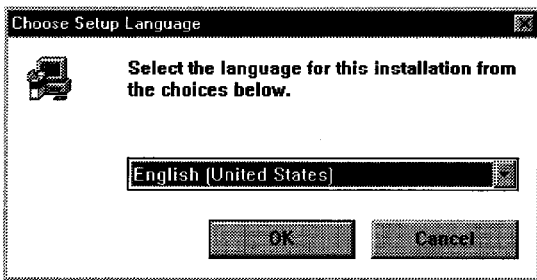 Choose Setup Language
Select the language for this installation from
the choices below.
English (United States)
OK
Cancel